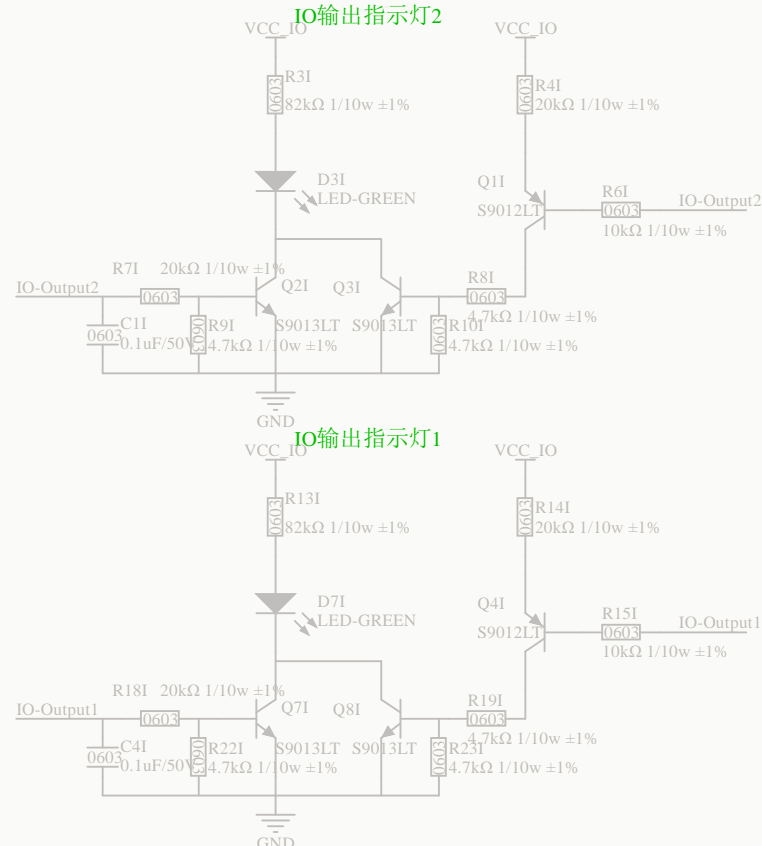 IO输出指示灯2
VCC_IO
VCC_IO
R3I
0603
82kΩ 1/10w ±1%
R4I
0603
20kΩ 1/10w ±1%
D3I
LED-GREEN
Q1I
S9012LT
R6I
0603
10kΩ 1/10w ±1%
IO-Output2
IO-Output2
R7I
20kΩ 1/10w ±1%
0603
Q2I
S9013LT
Q3I
S9013LT
R8I
0603
4.7kΩ 1/10w ±1%
C1I
0603
0.1uF/50V
R9I
0603
4.7kΩ 1/10w ±1%
R10I
0603
4.7kΩ 1/10w ±1%
GND
IO输出指示灯1
VCC_IO
VCC_IO
R13I
0603
82kΩ 1/10w ±1%
R14I
0603
20kΩ 1/10w ±1%
D7I
LED-GREEN
Q4I
S9012LT
R15I
0603
10kΩ 1/10w ±1%
IO-Output1
IO-Output1
R18I
20kΩ 1/10w ±1%
0603
Q7I
S9013LT
Q8I
S9013LT
R19I
0603
4.7kΩ 1/10w ±1%
C4I
0603
0.1uF/50V
R22I
0603
4.7kΩ 1/10w ±1%
R23I
0603
4.7kΩ 1/10w ±1%
GND